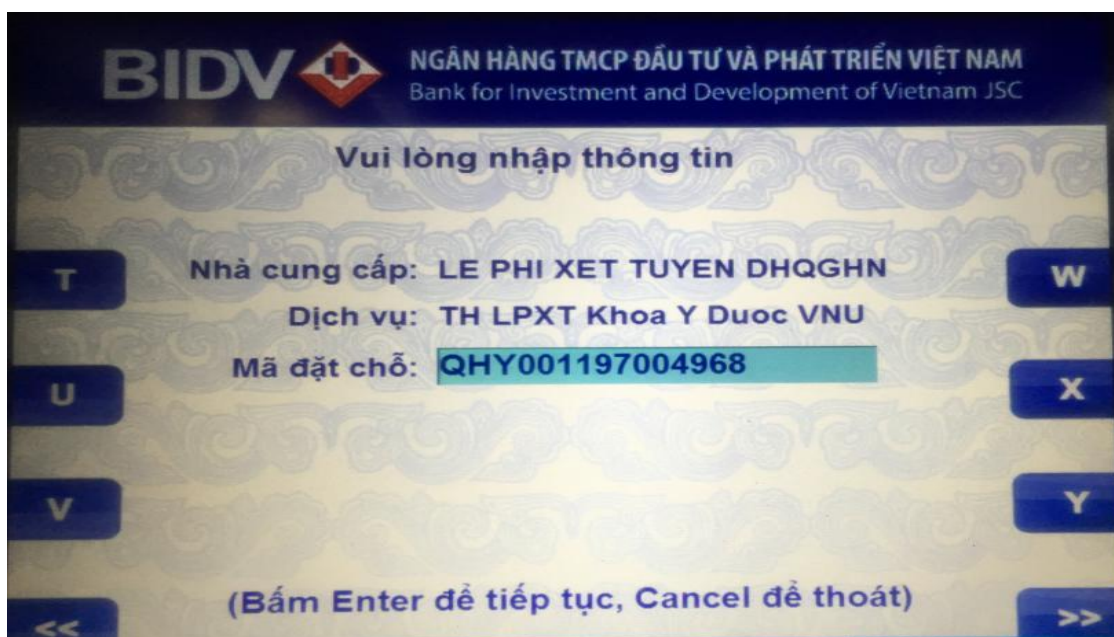 BIDV
NGÂN HÀNG TMCP ĐẦU TƯ VÀ PHÁT TRIỂN VIỆT NAM
Bank for Investment and Development of Vietnam JSC
Vui lòng nhập thông tin
T
Nhà cung cấp: LE PHI XET TUYEN DHQGHN
W
Dịch vụ: TH LPXT Khoa Y Duoc VNU
Mã đặt chỗ: QHY001197004968
U
X
V
Y
(Bấm Enter để tiếp tục, Cancel để thoát)
<<
>>